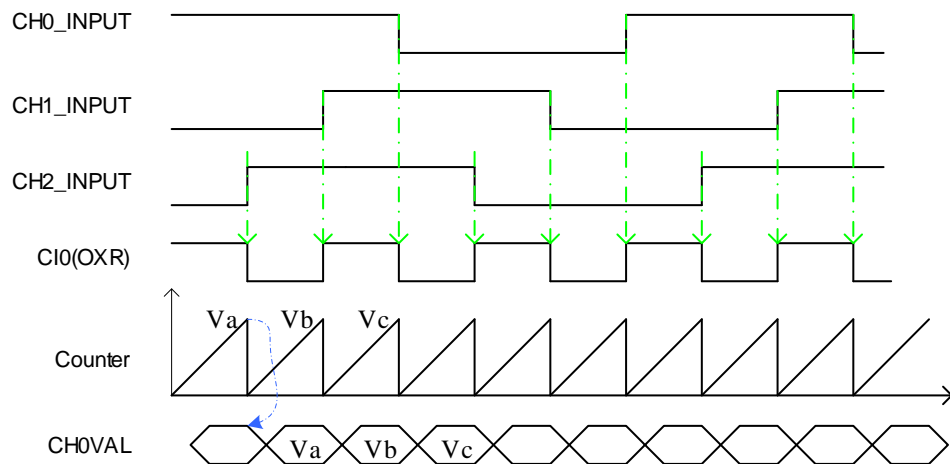 CH0_INPUT
CH1_INPUT
CH2_INPUT
CI0(OXR)
Va Vb Vc
Counter
CH0VAL Va Vb Vc